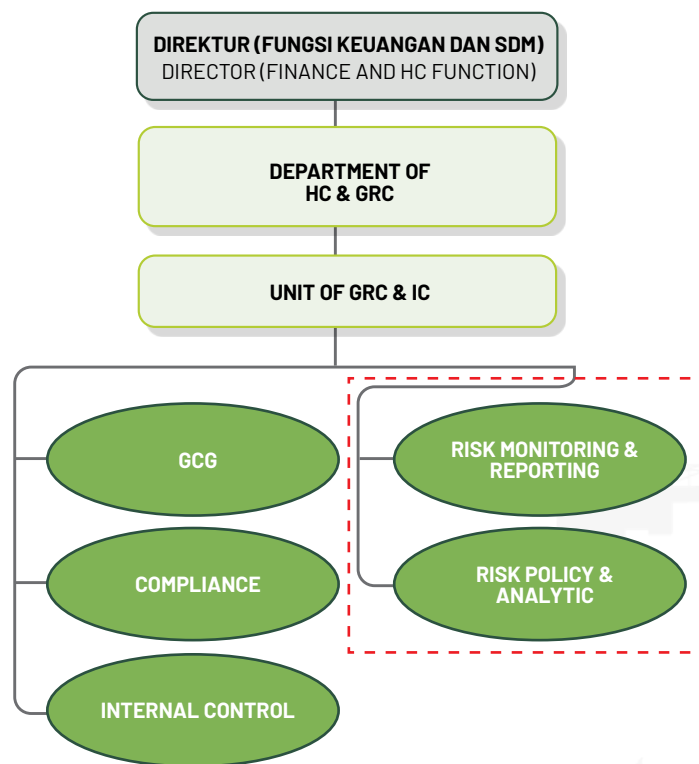 DIREKTUR (FUNGSI KEUANGAN DAN SDM)
DIRECTOR (FINANCE AND HC FUNCTION)
DEPARTMENT OF
HC & GRC
UNIT OF GRC & IC
GCG
COMPLIANCE
INTERNAL CONTROL
RISK MONITORING &
REPORTING
RISK POLICY &
ANALYTIC